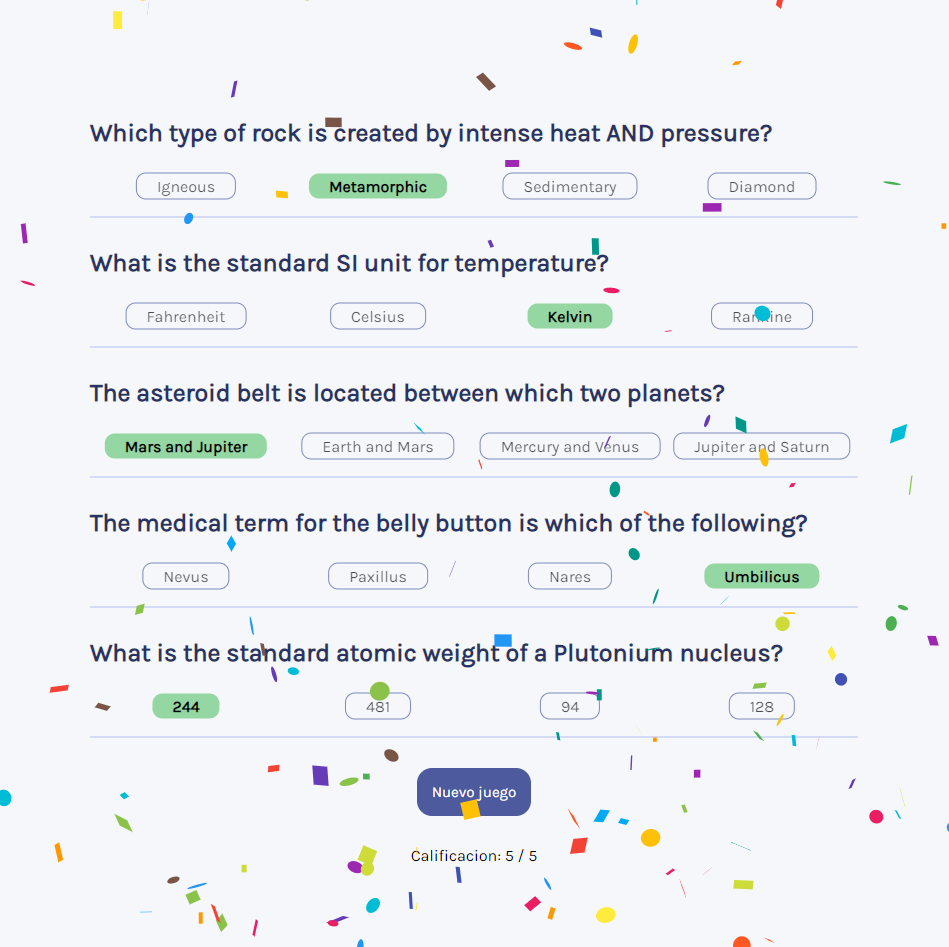 Which type of rock is created by intense heat AND pressure?
Igneous Metamorphic Sedimentary Diamond
What is the standard SI unit for temperature?
Fahrenheit Celsius Kelvin Rankine
The asteroid belt is located between which two planets?
Mars and Jupiter Earth and Mars Mercury and Venus Jupiter and Saturn
The medical term for the belly button is which of the following?
Nevus Paxillus Nares Umbilicus
What is the standard atomic weight of a Plutonium nucleus?
244 481 94 128
Nuevo juego
Calificacion: 5 / 5